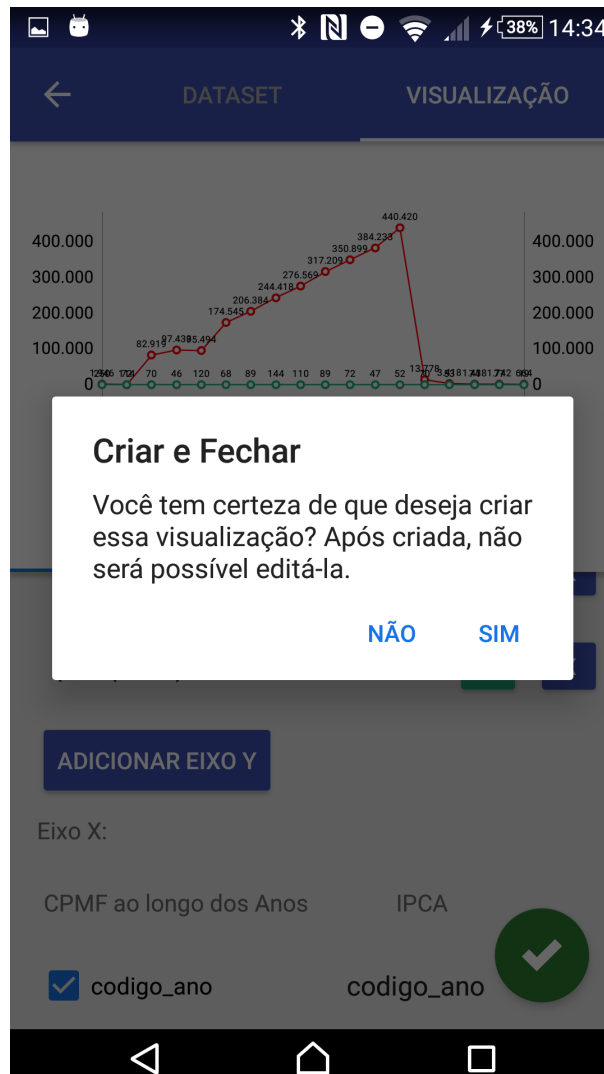 38% 14:34
DATASET VISUALIZAÇÃO
440.420
384.233
400.000 350.899 400.000
317.209
300.000 276.569 300.000
244.418
206.384
200.000 174.545 200.000
82.919 97.439 95.494
100.000 100.000
13.778
0 70 46 120 68 89 144 110 89 72 47 52 0
Criar e Fechar
Você tem certeza de que deseja criar
essa visualização? Após criada, não
será possível editá-la.
NÃO SIM
ADICIONAR EIXO Y
Eixo X:
CPMF ao longo dos Anos IPCA
codigo_ano codigo_ano